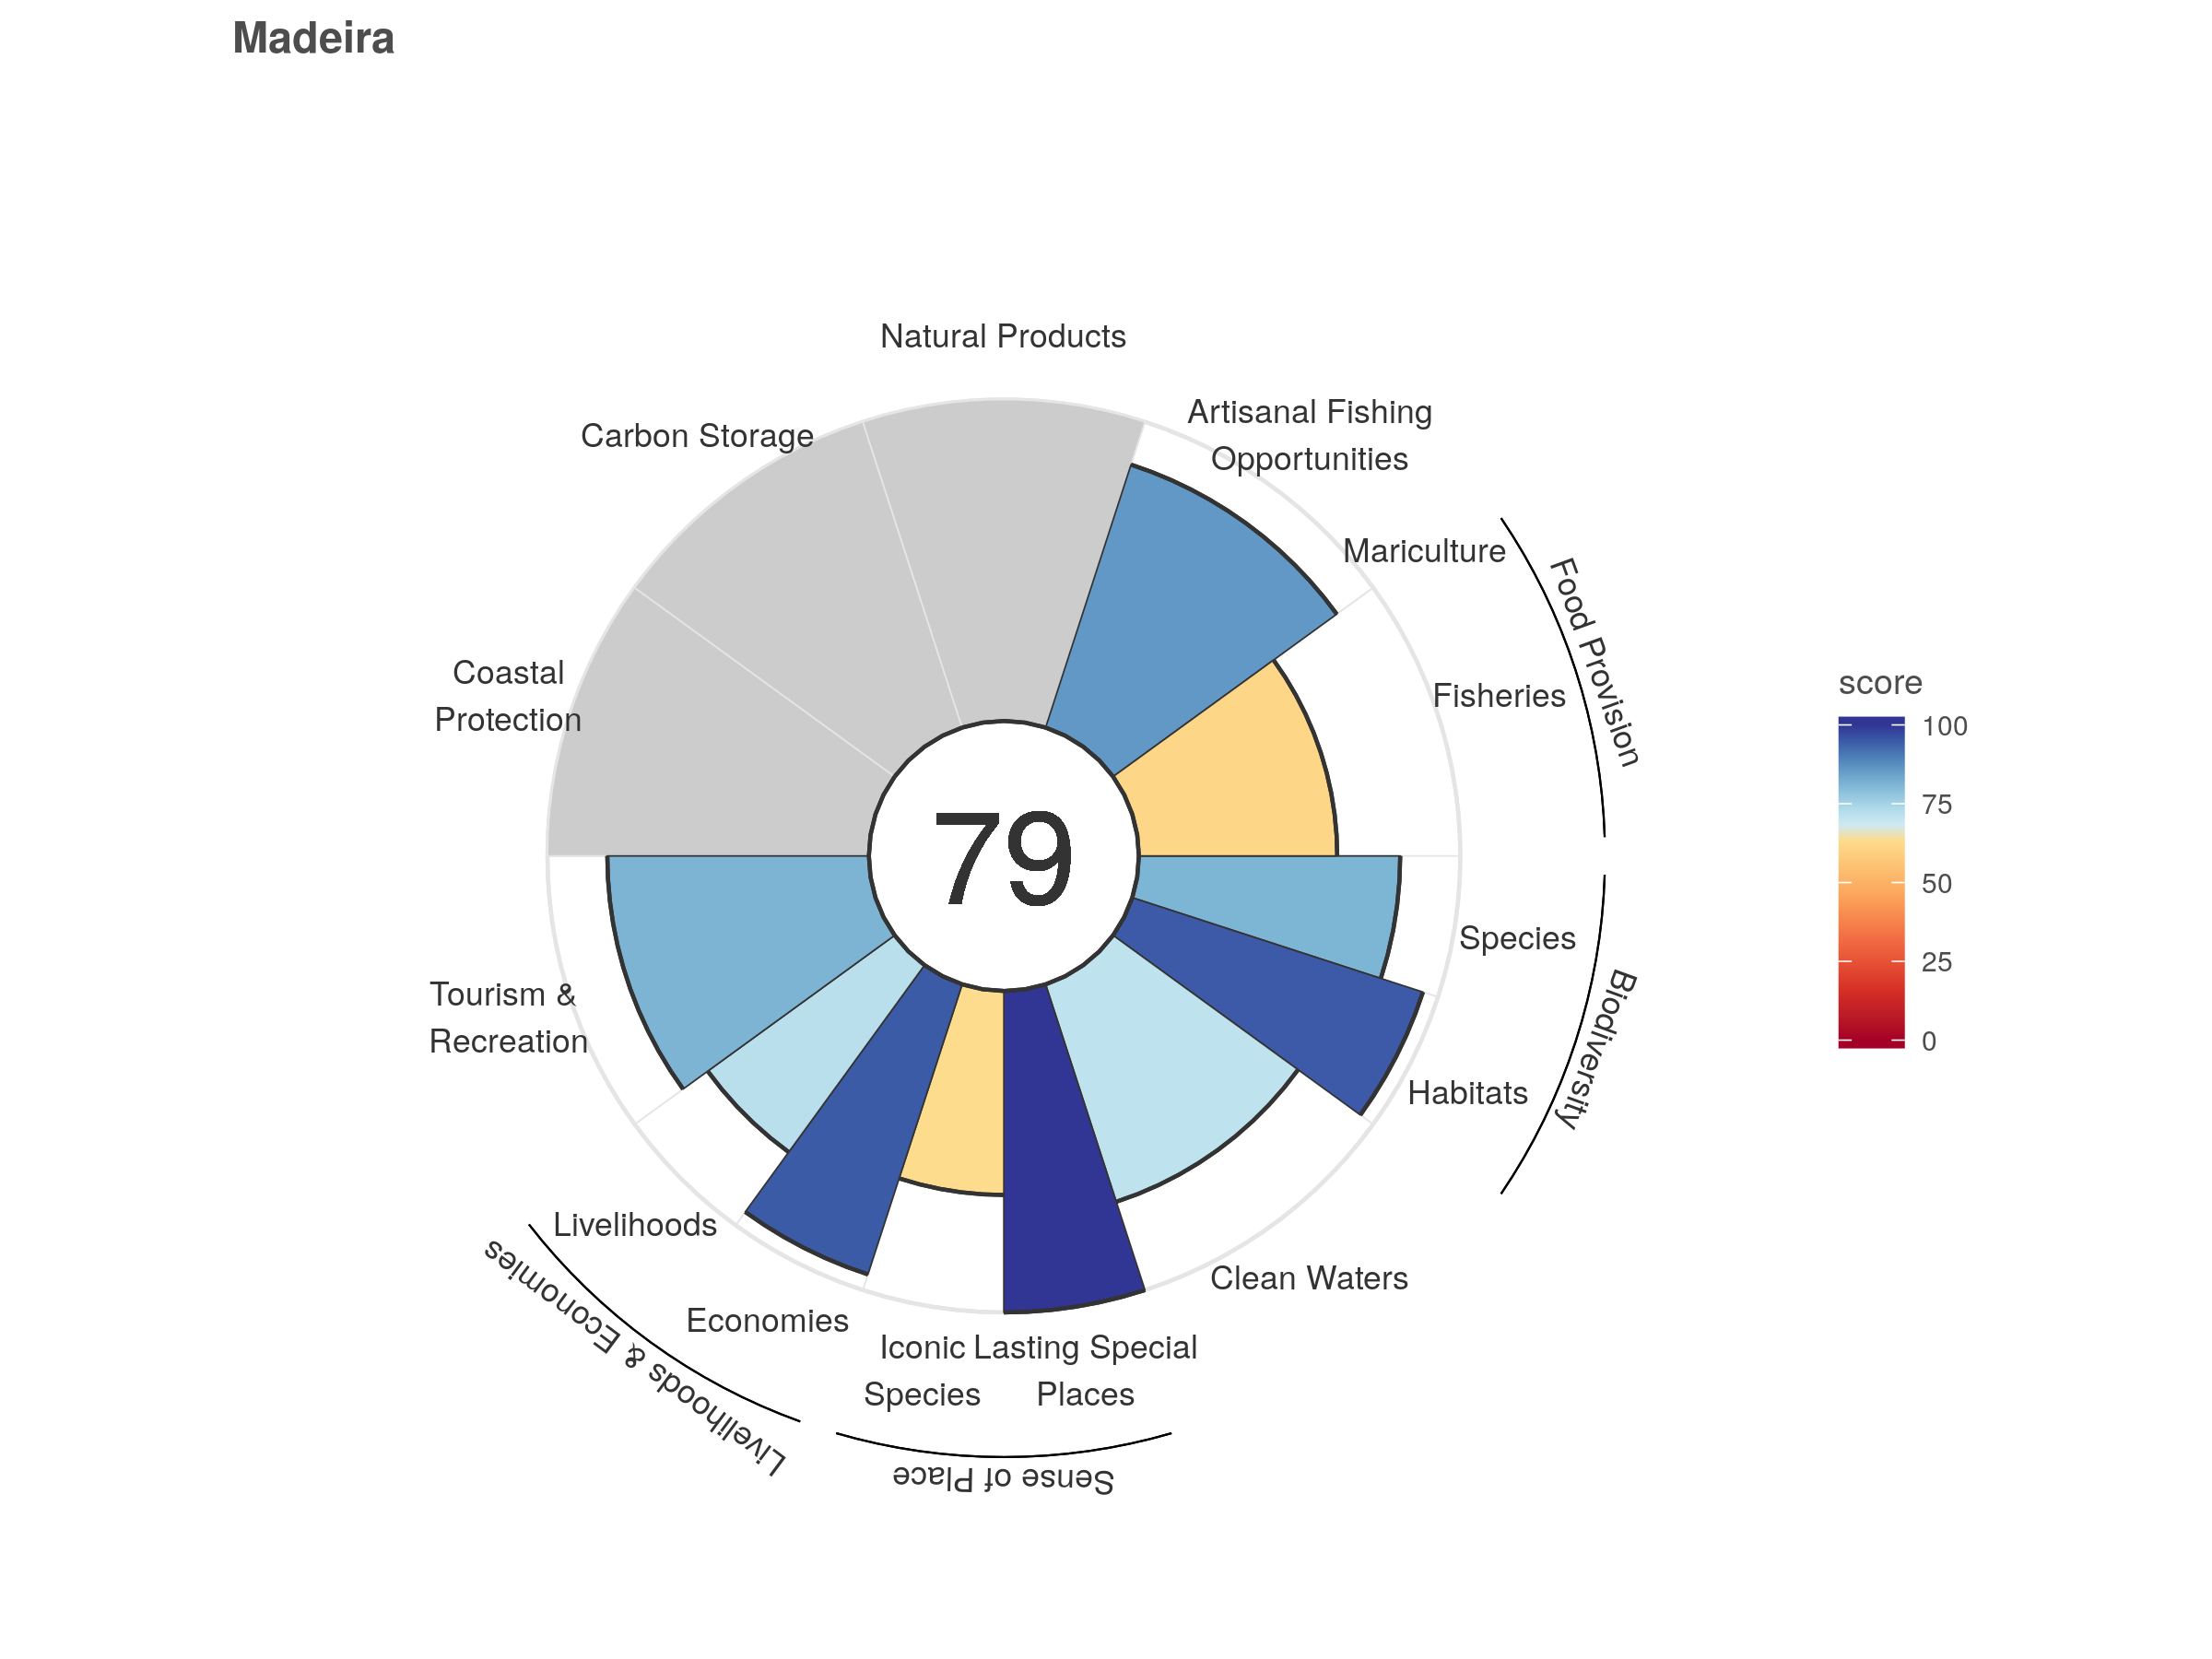 Madeira
Natural Products
Artisanal Fishing
Opportunities
Carbon Storage
Mariculture
Food Provision
Fisheries
Coastal
Protection
79
Species
Biodiversity
Habitats
Tourism &
Recreation
Livelihoods
Clean Waters
Economies
Iconic
Species
Lasting Special
Places
Livelihoods & Economies
Sense of Place
score
100
75
50
25
0